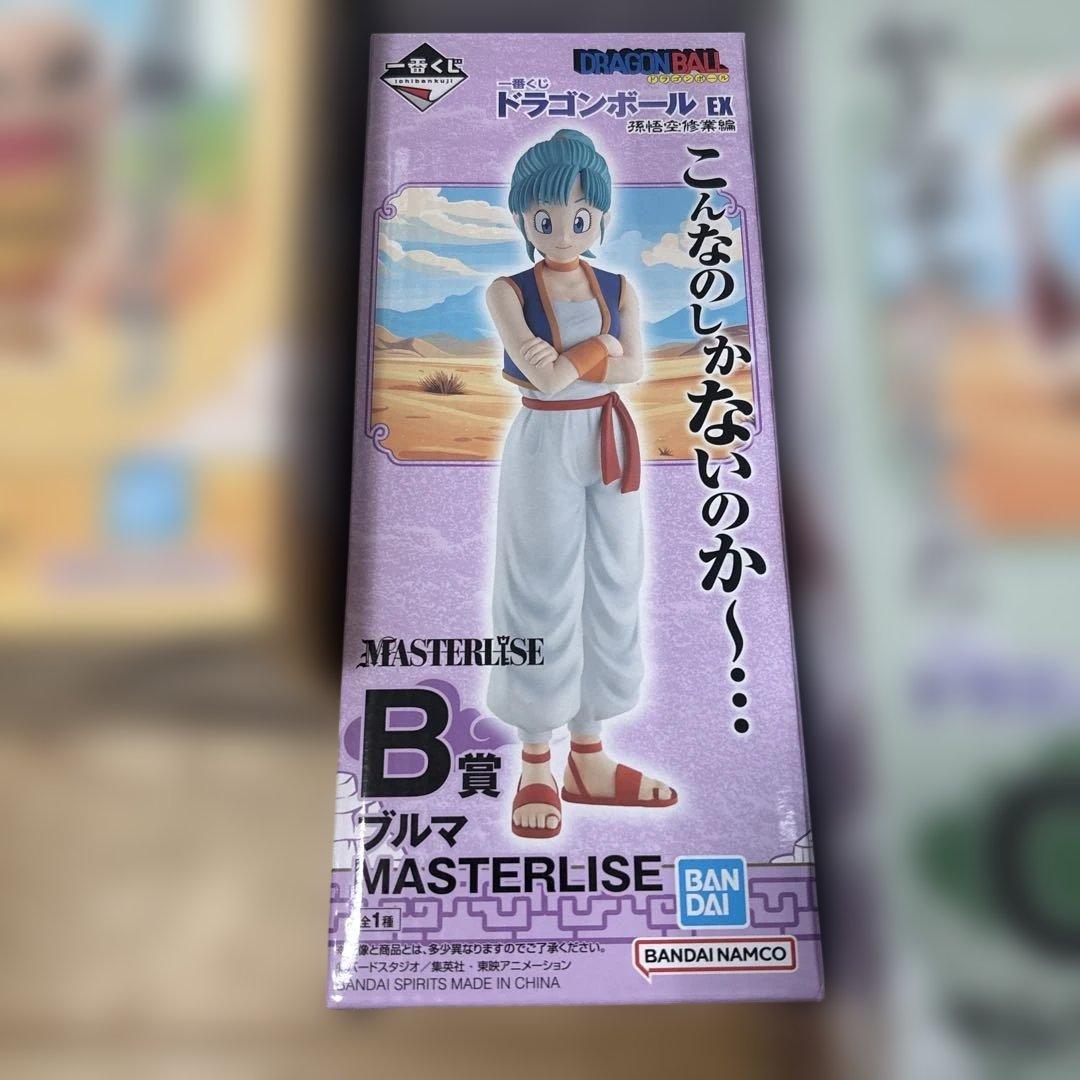 一番くじ
ichibankuji
DRAGON BALL
ドラゴンボール
一番くじ
ドラゴンボール EX
孫悟空修業編
こんなのしかないのか～…
MASTERLISE
B賞
ブルマ
MASTERLISE
全1種
BAN
DAI
※画像と商品とは、多少異なりますのでご了承ください。
バードスタジオ／集英社・東映アニメーション
BANDAI SPIRITS MADE IN CHINA
BANDAI NAMCO